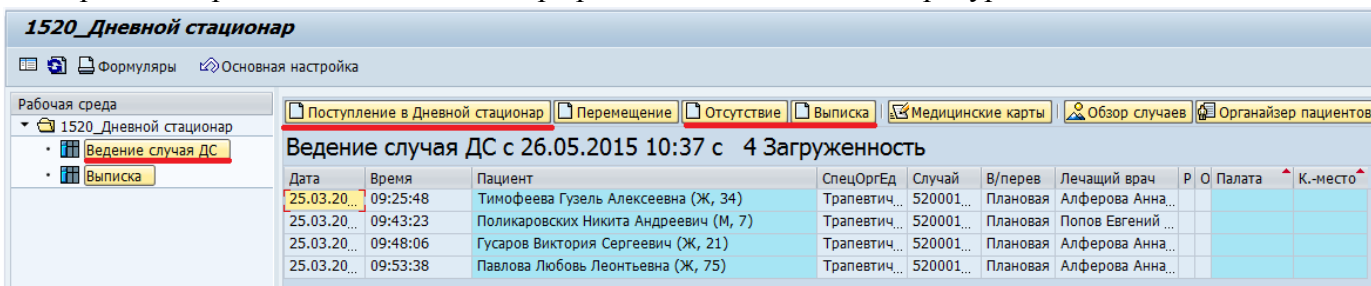 1520_Дневной стационар
Формуляры Основная настройка
Рабочая среда
1520_Дневной стационар
Ведение случая ДС
Выписка
Поступление в Дневной стационар Перемещение Отсутствие Выписка Медицинские карты Обзор случаев Органайзер пациентов
Ведение случая ДС с 26.05.2015 10:37 с 4 Загруженность
Дата Время Пациент СпецОргЕд Случай В/перев Лечащий врач Р О Палата К.-место
25.03.20... 09:25:48 Тимофеева Гузель Алексеевна (Ж, 34) Трапевтич... 520001... Плановая Алферова Анна...
25.03.20... 09:43:23 Поликаровских Никита Андреевич (М, 7) Трапевтич... 520001... Плановая Попов Евгений ...
25.03.20... 09:48:06 Гусаров Виктория Сергеевич (Ж, 21) Трапевтич... 520001... Плановая Алферова Анна...
25.03.20... 09:53:38 Павлова Любовь Леонтьевна (Ж, 75) Трапевтич... 520001... Плановая Алферова Анна...